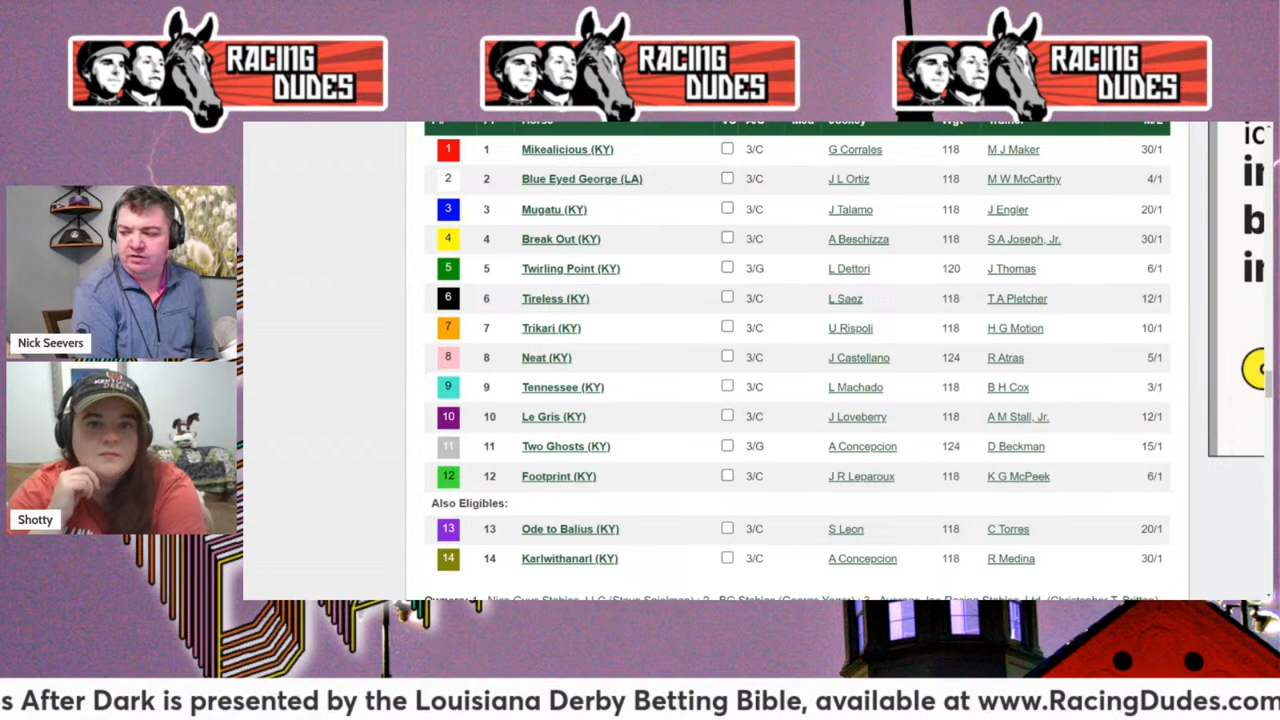 RACING
DUDES
RACING
DUDES
RACING
DUDES
1 1 Mikealicious (KY) 3/C G Corrales 118 M J Maker 30/1
2 2 Blue Eyed George (LA) 3/C J L Ortiz 118 M W McCarthy 4/1
3 3 Mugatu (KY) 3/C J Talamo 118 J Engler 20/1
4 4 Break Out (KY) 3/C A Beschizza 118 S A Joseph, Jr. 30/1
5 5 Twirling Point (KY) 3/G L Dettori 120 J Thomas 6/1
6 6 Tireless (KY) 3/C L Saez 118 T A Pletcher 12/1
7 7 Trikari (KY) 3/C U Rispoli 118 H G Motion 10/1
8 8 Neat (KY) 3/C J Castellano 124 R Atras 5/1
9 9 Tennessee (KY) 3/C L Machado 118 B H Cox 3/1
10 10 Le Gris (KY) 3/C J Loveberry 118 A M Stall, Jr. 12/1
11 11 Two Ghosts (KY) 3/G A Concepcion 124 D Beckman 15/1
12 12 Footprint (KY) 3/C J R Leparoux 118 K G McPeek 6/1
Also Eligibles:
13 13 Ode to Balius (KY) 3/C S Leon 118 C Torres 20/1
14 14 Karlwithanarl (KY) 3/C A Concepcion 118 R Medina 30/1
Nick Seevers
KENTUCKY
DERBY
Shotty
s After Dark is presented by the Louisiana Derby Betting Bible, available at www.RacingDudes.com